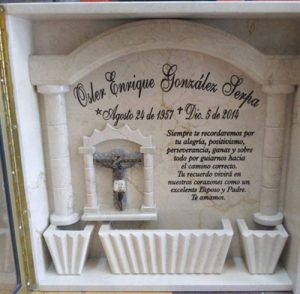 Osler Enrique González Serpa
*Agosto 24 de 1957 ✝ Dic. 5 de 2014
Siempre te recordaremos por
tu alegría, positivismo,
perseverancia, ganas y sobre
todo por guiarnos hacia
el camino correcto.
Tu recuerdo vivirá en
nuestros corazones como un
excelente Esposo y Padre.
Te amamos.